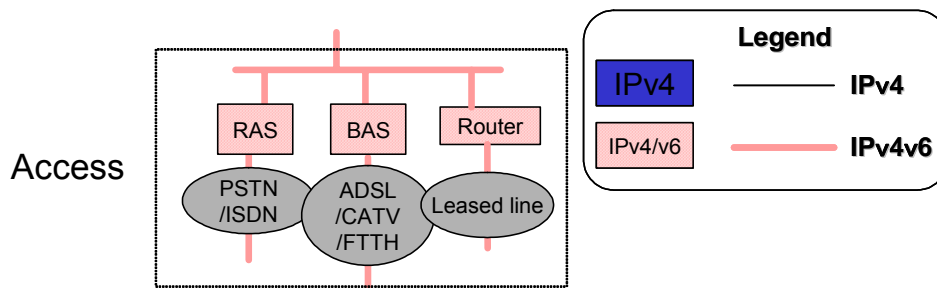 Legend
IPv4
IPv4
IPv4/v6
IPv4v6
Access
RAS
BAS
Router
PSTN
/ISDN
ADSL
/CATV
/FTTH
Leased line